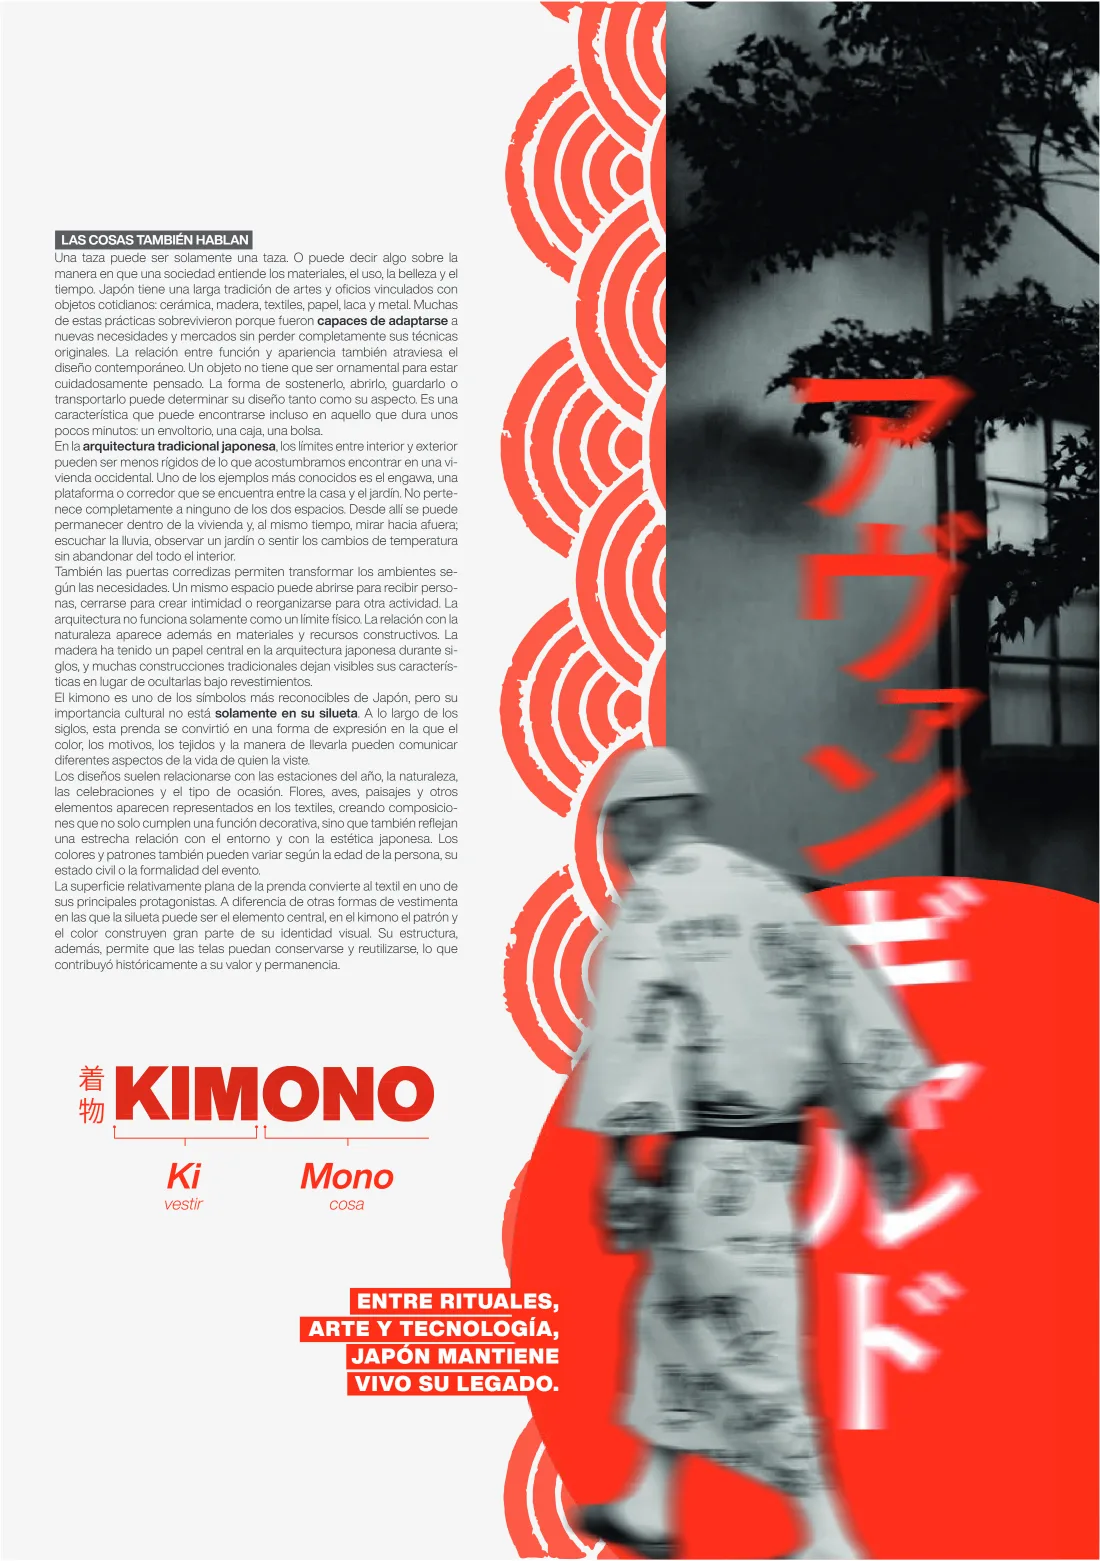 LAS COSAS TAMBIÉN HABLAN
Una taza puede ser solamente una taza. O puede decir algo sobre la
manera en que una sociedad entiende los materiales, el uso, la belleza y el
tiempo. Japón tiene una larga tradición de artes y oficios vinculados con
objetos cotidianos: cerámica, madera, textiles, papel, laca y metal. Muchas
de estas prácticas sobrevivieron porque fueron capaces de adaptarse a
nuevas necesidades y mercados sin perder completamente sus técnicas
originales. La relación entre función y apariencia también atraviesa el
diseño contemporáneo. Un objeto no tiene que ser ornamental para estar
cuidadosamente pensado. La forma de sostenerlo, abrirlo, guardarlo o
transportarlo puede determinar su diseño tanto como su aspecto. Es una
característica que puede encontrarse incluso en aquello que dura unos
pocos minutos: un envoltorio, una caja, una bolsa.
En la arquitectura tradicional japonesa, los límites entre interior y exterior
pueden ser menos rígidos de lo que acostumbramos encontrar en una vi-
vienda occidental. Uno de los ejemplos más conocidos es el engawa, una
plataforma o corredor que se encuentra entre la casa y el jardín. No perte-
nece completamente a ninguno de los dos espacios. Desde allí se puede
permanecer dentro de la vivienda y, al mismo tiempo, mirar hacia afuera;
escuchar la lluvia, observar un jardín o sentir los cambios de temperatura
sin abandonar del todo el interior.
También las puertas corredizas permiten transformar los ambientes se-
gún las necesidades. Un mismo espacio puede abrirse para recibir perso-
nas, cerrarse para crear intimidad o reorganizarse para otra actividad. La
arquitectura no funciona solamente como un límite físico. La relación con la
naturaleza aparece además en materiales y recursos constructivos. La
madera ha tenido un papel central en la arquitectura japonesa durante si-
glos, y muchas construcciones tradicionales dejan visibles sus caracterís-
ticas en lugar de ocultarlas bajo revestimientos.
El kimono es uno de los símbolos más reconocibles de Japón, pero su
importancia cultural no está solamente en su silueta. A lo largo de los
siglos, esta prenda se convirtió en una forma de expresión en la que el
color, los motivos, los tejidos y la manera de llevarla pueden comunicar
diferentes aspectos de la vida de quien la viste.
Los diseños suelen relacionarse con las estaciones del año, la naturaleza,
las celebraciones y el tipo de ocasión. Flores, aves, paisajes y otros
elementos aparecen representados en los textiles, creando composicio-
nes que no solo cumplen una función decorativa, sino que también reflejan
una estrecha relación con el entorno y con la estética japonesa. Los
colores y patrones también pueden variar según la edad de la persona, su
estado civil o la formalidad del evento.
La superficie relativamente plana de la prenda convierte al textil en uno de
sus principales protagonistas. A diferencia de otras formas de vestimenta
en las que la silueta puede ser el elemento central, en el kimono el patrón y
el color construyen gran parte de su identidad visual. Su estructura,
además, permite que las telas puedan conservarse y reutilizarse, lo que
contribuyó históricamente a su valor y permanencia.
着物
KIMONO
Ki
vestir
Mono
cosa
ENTRE RITUALES,
ARTE Y TECNOLOGÍA,
JAPÓN MANTIENE
VIVO SU LEGADO.
アヴァンギァルド